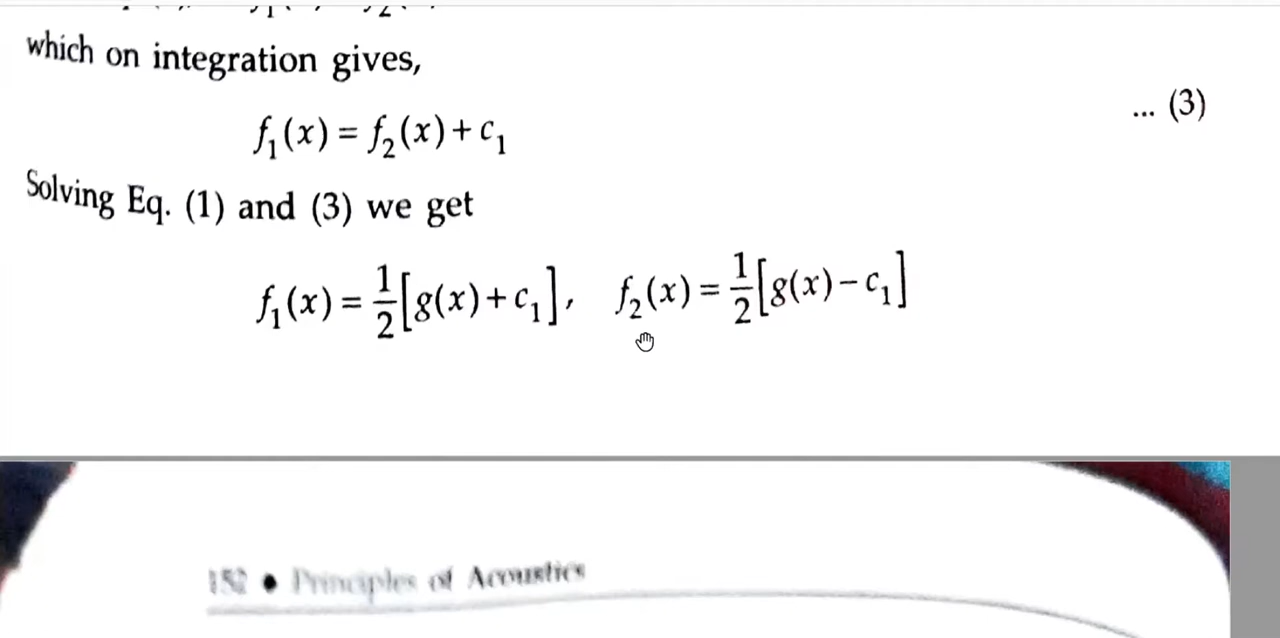 which on integration gives,
... (3)
f₁(x) = f₂(x) + c₁
Solving Eq. (1) and (3) we get
f₁(x) = 1/2 [g(x) + c₁], f₂(x) = 1/2 [g(x) − c₁]
152 • Principles of Acoustics